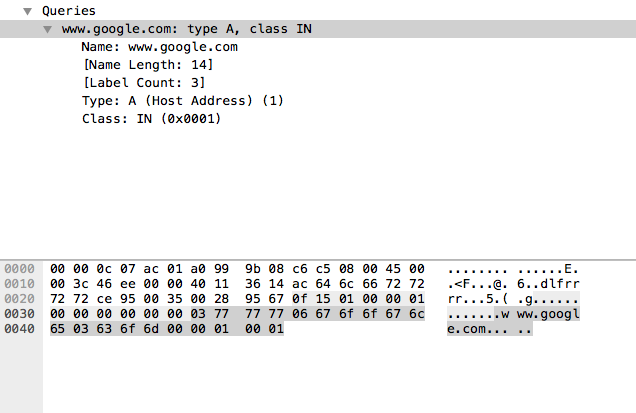 Queries
www.google.com: type A, class IN
Name: www.google.com
[Name Length: 14]
[Label Count: 3]
Type: A (Host Address) (1)
Class: IN (0x0001)
0000 00 00 0c 07 ac 01 a0 99 9b 08 c6 c5 08 00 45 00 ........ ......E.
0010 00 3c 46 ee 00 00 40 11 36 14 ac 64 6c 66 72 72 .<F...@. 6..dlfrr
0020 72 72 ce 95 00 35 00 28 95 67 0f 15 01 00 00 01 rr...5.( .g......
0030 00 00 00 00 00 00 03 77 77 77 06 67 6f 6f 67 6c .......w ww.googl
0040 65 03 63 6f 6d 00 00 01 00 01 e.com... ..